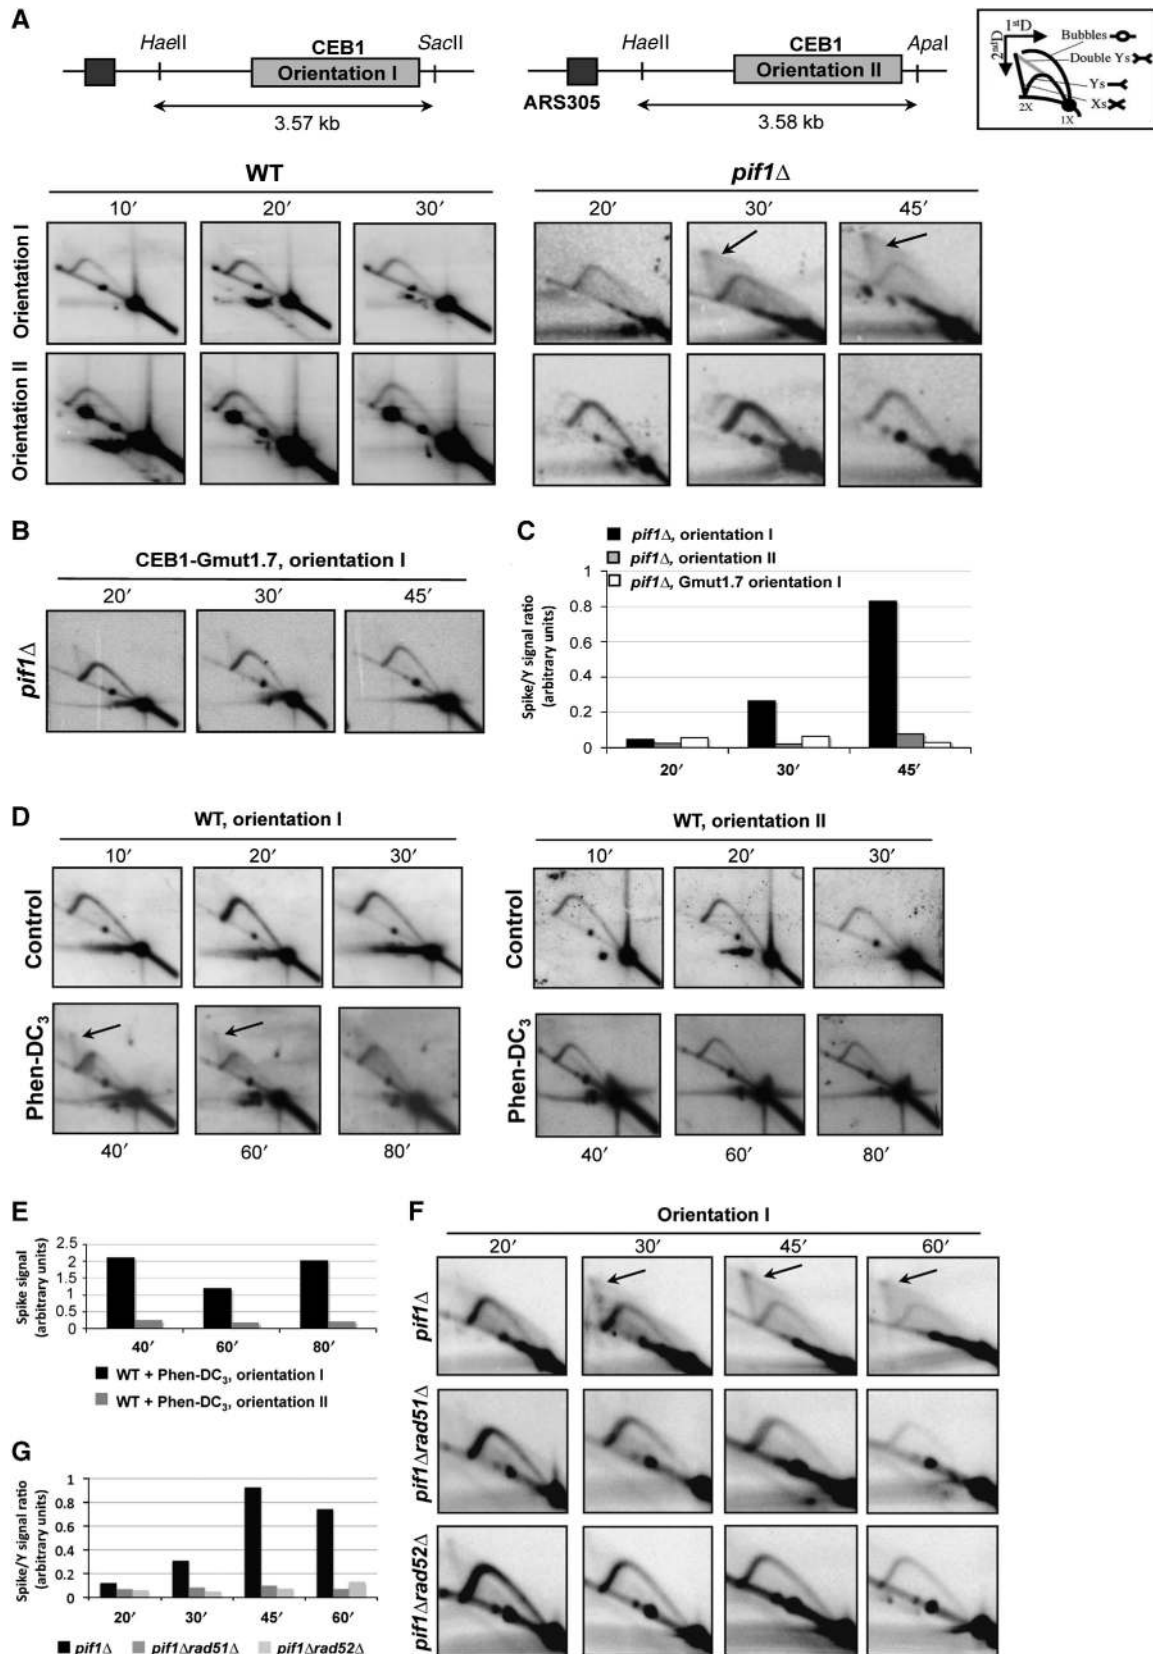 A
HaeII
CEB1
SacII
Orientation I
3.57 kb
HaeII
CEB1
ApaI
Orientation II
ARS305
3.58 kb
1stD
2ndD
Bubbles
Double Ys
Ys
Xs
2X
1X
WT
pif1Δ
10′ 20′ 30′ 20′ 30′ 45′
Orientation I
Orientation II
B
CEB1-Gmut1.7, orientation I
20′ 30′ 45′
pif1Δ
C
pif1Δ, orientation I
pif1Δ, orientation II
pif1Δ, Gmut1.7 orientation I
Spike/Y signal ratio
(arbitrary units)
1
0.8
0.6
0.4
0.2
0
20′ 30′ 45′
D
WT, orientation I
10′ 20′ 30′
Control
Phen-DC3
40′ 60′ 80′
WT, orientation II
10′ 20′ 30′
Control
Phen-DC3
40′ 60′ 80′
E
Spike signal
(arbitrary units)
2.5
2
1.5
1
0.5
0
40′ 60′ 80′
WT + Phen-DC3, orientation I
WT + Phen-DC3, orientation II
F
Orientation I
20′ 30′ 45′ 60′
pif1Δ
pif1Δrad51Δ
pif1Δrad52Δ
G
Spike/Y signal ratio
(arbitrary units)
1
0.8
0.6
0.4
0.2
0
20′ 30′ 45′ 60′
pif1Δ pif1Δrad51Δ pif1Δrad52Δ